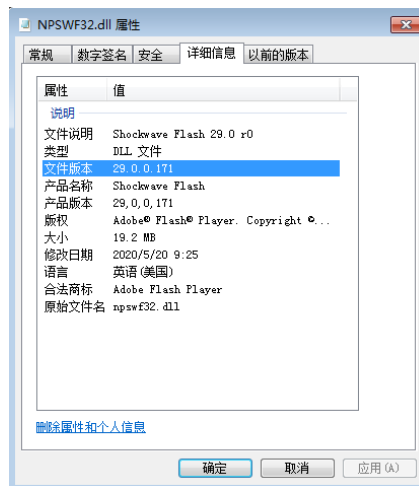 NPSWF32.dll 属性
常规 数字签名 安全 详细信息 以前的版本
属性 值
说明
文件说明 Shockwave Flash 29.0 r0
类型 DLL 文件
文件版本 29.0.0.171
产品名称 Shockwave Flash
产品版本 29,0,0,171
版权 Adobe® Flash® Player. Copyright ©...
大小 19.2 MB
修改日期 2020/5/20 9:25
语言 英语(美国)
合法商标 Adobe Flash Player
原始文件名 npswf32.dll
删除属性和个人信息
确定 取消 应用(A)